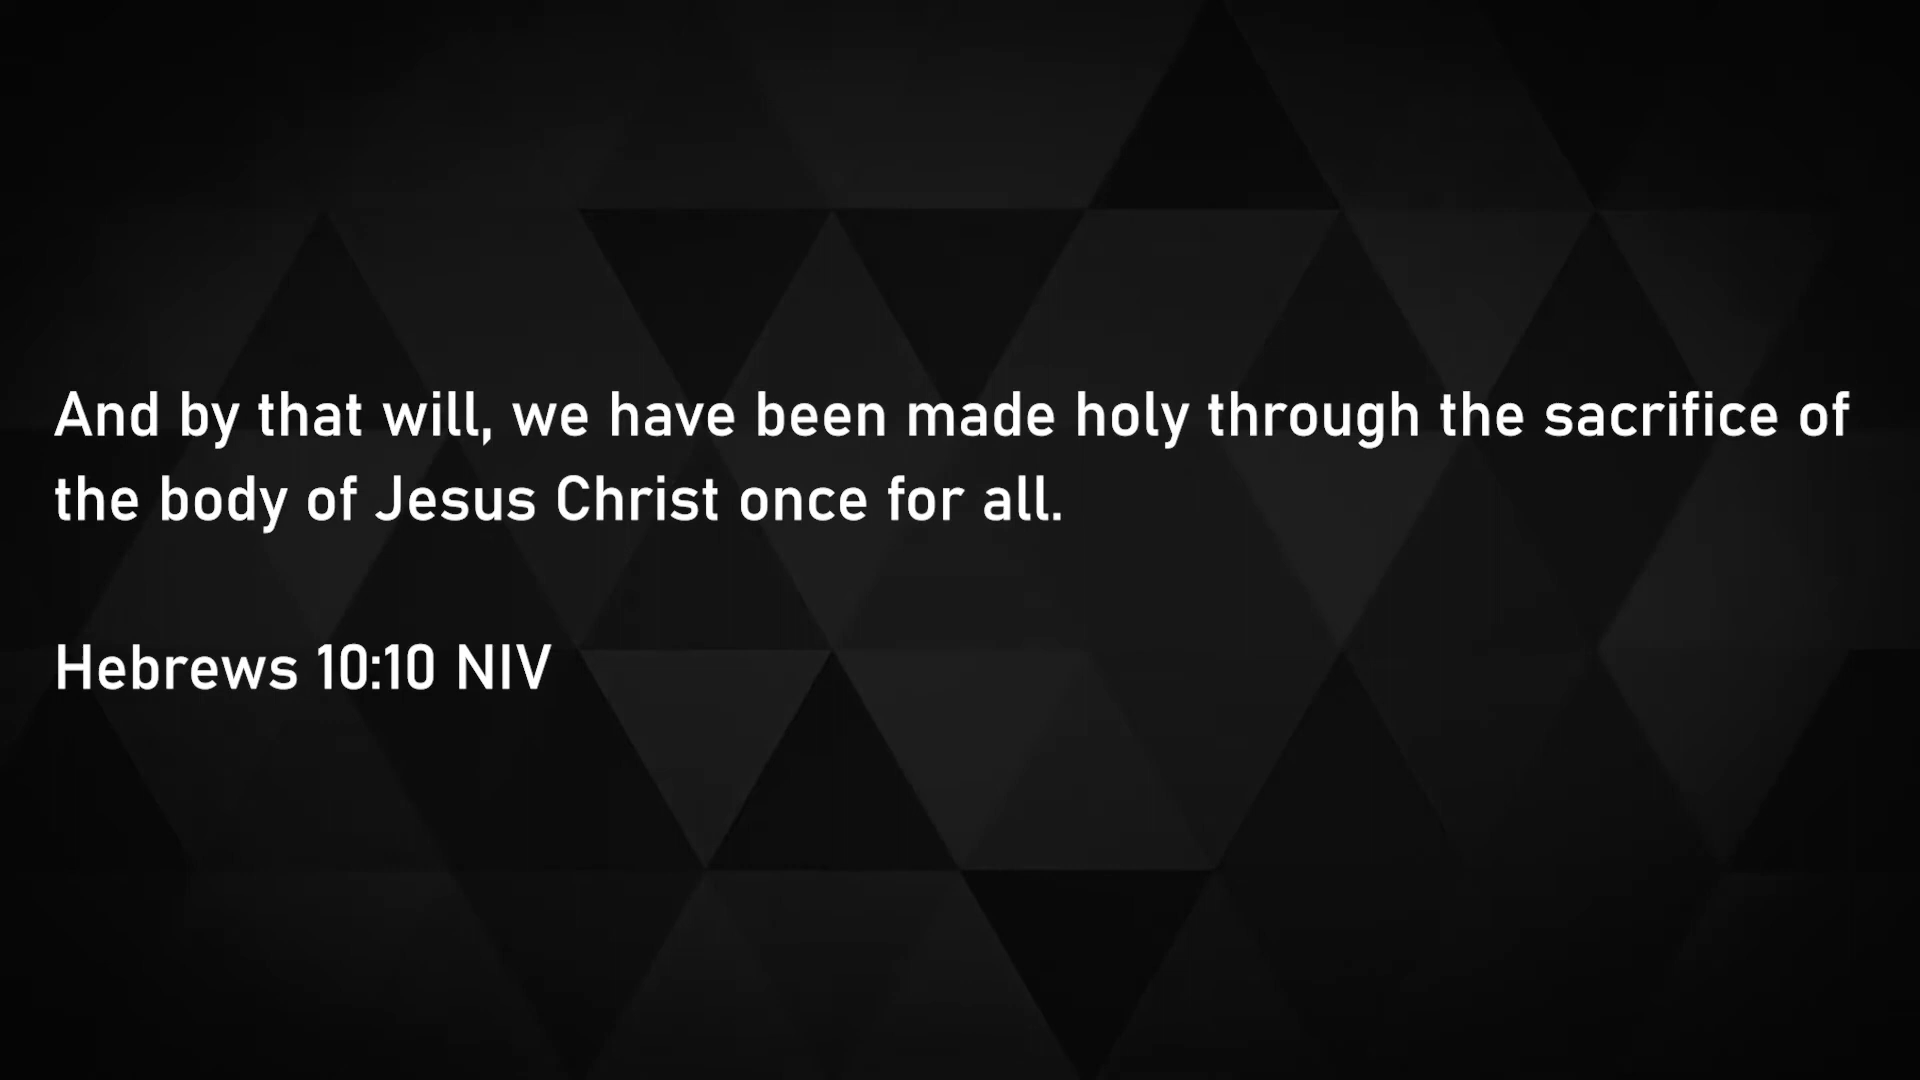 And by that will, we have been made holy through the sacrifice of
the body of Jesus Christ once for all.
Hebrews 10:10 NIV